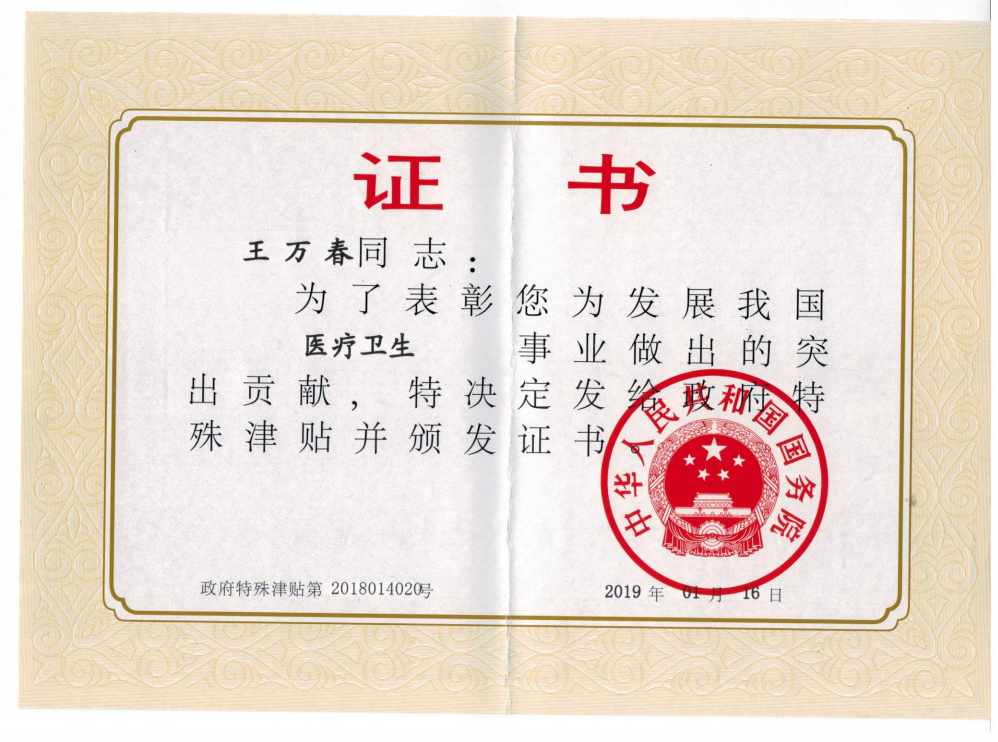 证书
王万春同志：
为了表彰您为发展我国
医疗卫生事业做出的突
出贡献，特决定发给政府特
殊津贴并颁发证书。
中华人民共和国国务院
政府特殊津贴第 2018014020号
2019 年 01 月 16 日